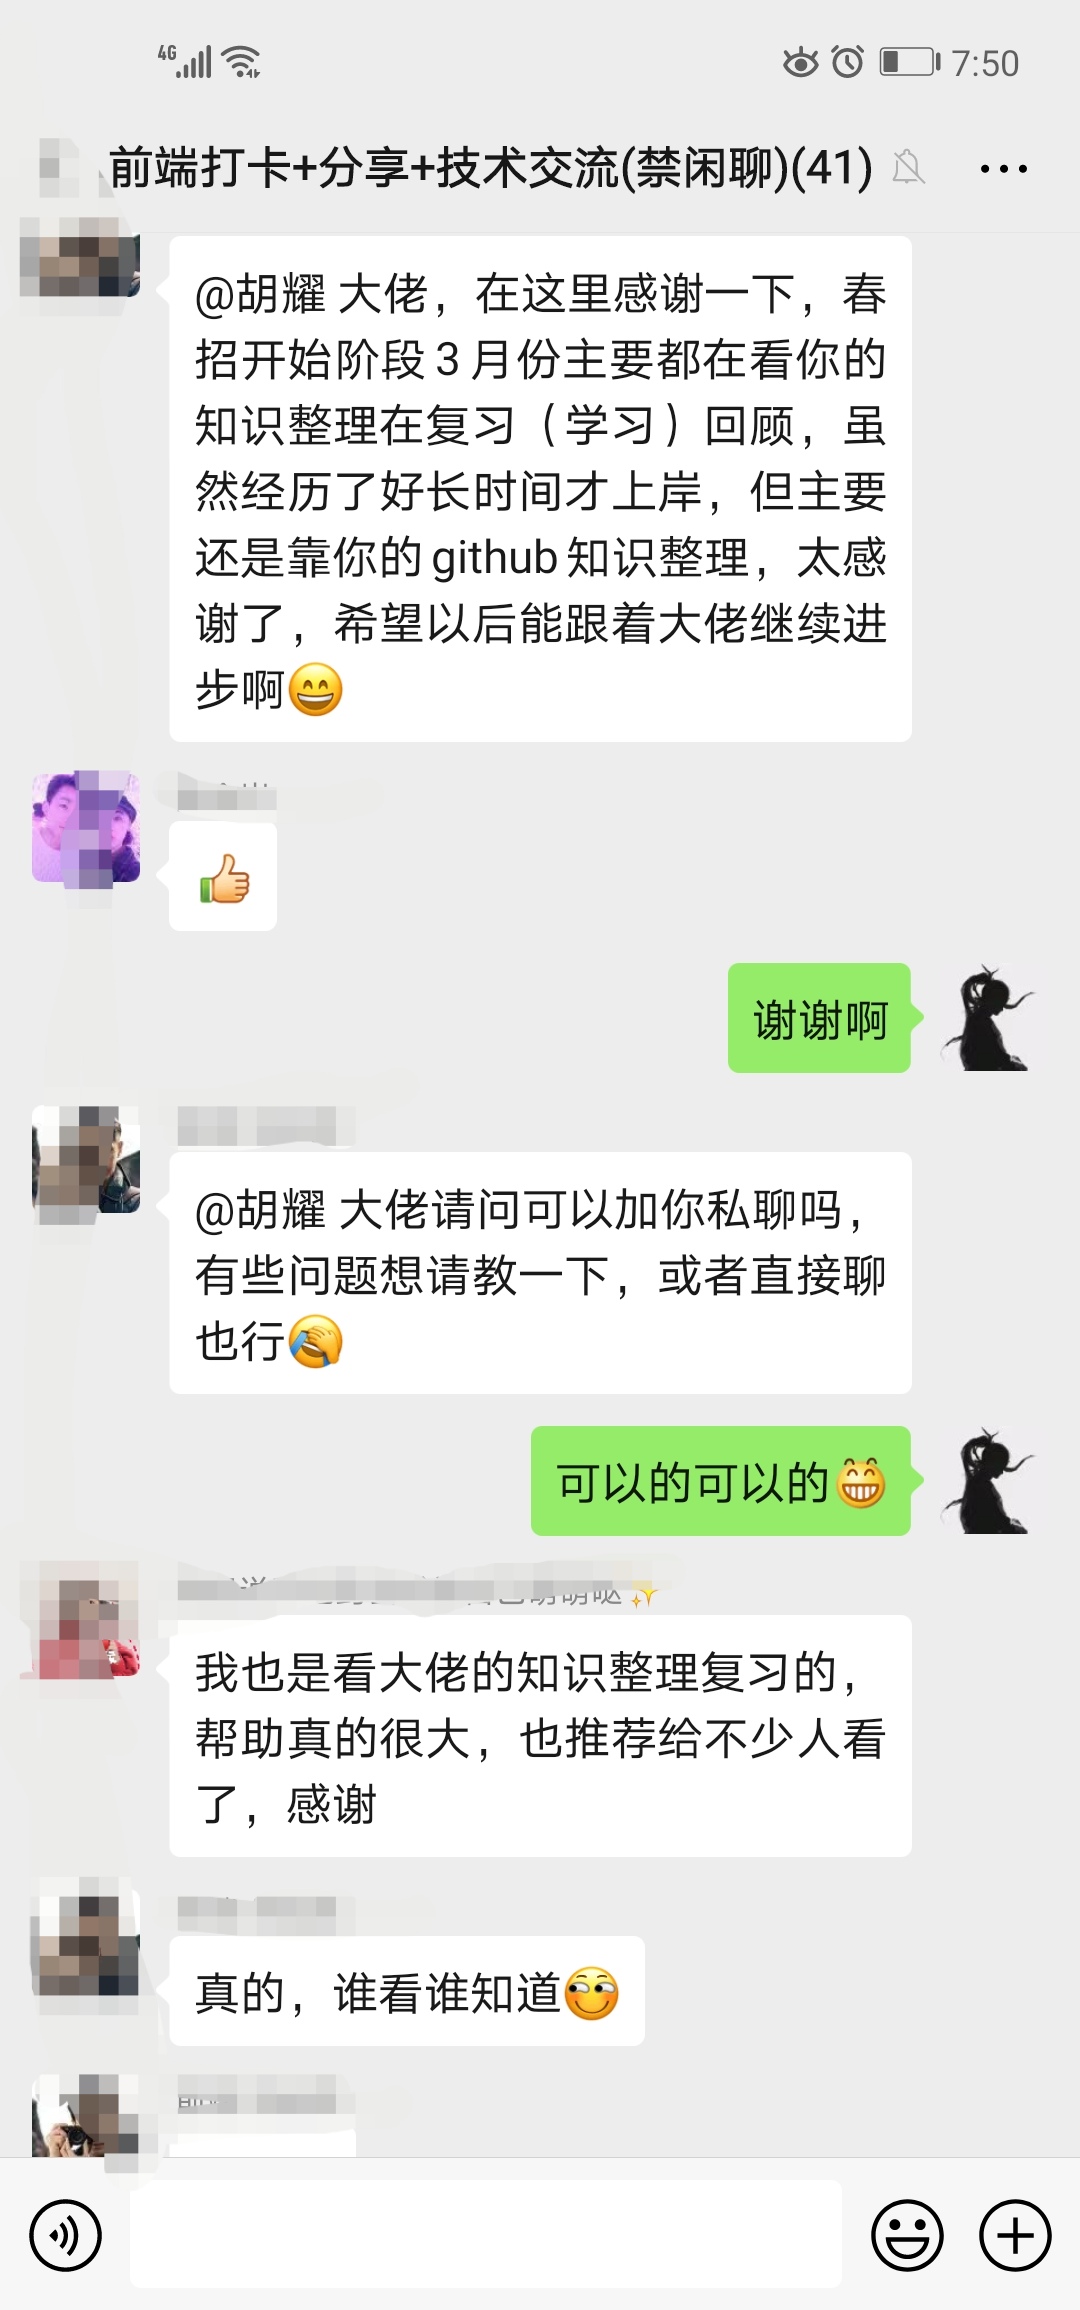 4G
7:50
前端打卡+分享+技术交流(禁闲聊)(41)
@胡耀 大佬，在这里感谢一下，春
招开始阶段3月份主要都在看你的
知识整理在复习（学习）回顾，虽
然经历了好长时间才上岸，但主要
还是靠你的github知识整理，太感
谢了，希望以后能跟着大佬继续进
步啊😄
👍
谢谢啊
@胡耀 大佬请问可以加你私聊吗，
有些问题想请教一下，或者直接聊
也行🤦
可以的可以的😁
我也是看大佬的知识整理复习的，
帮助真的很大，也推荐给不少人看
了，感谢
真的，谁看谁知道